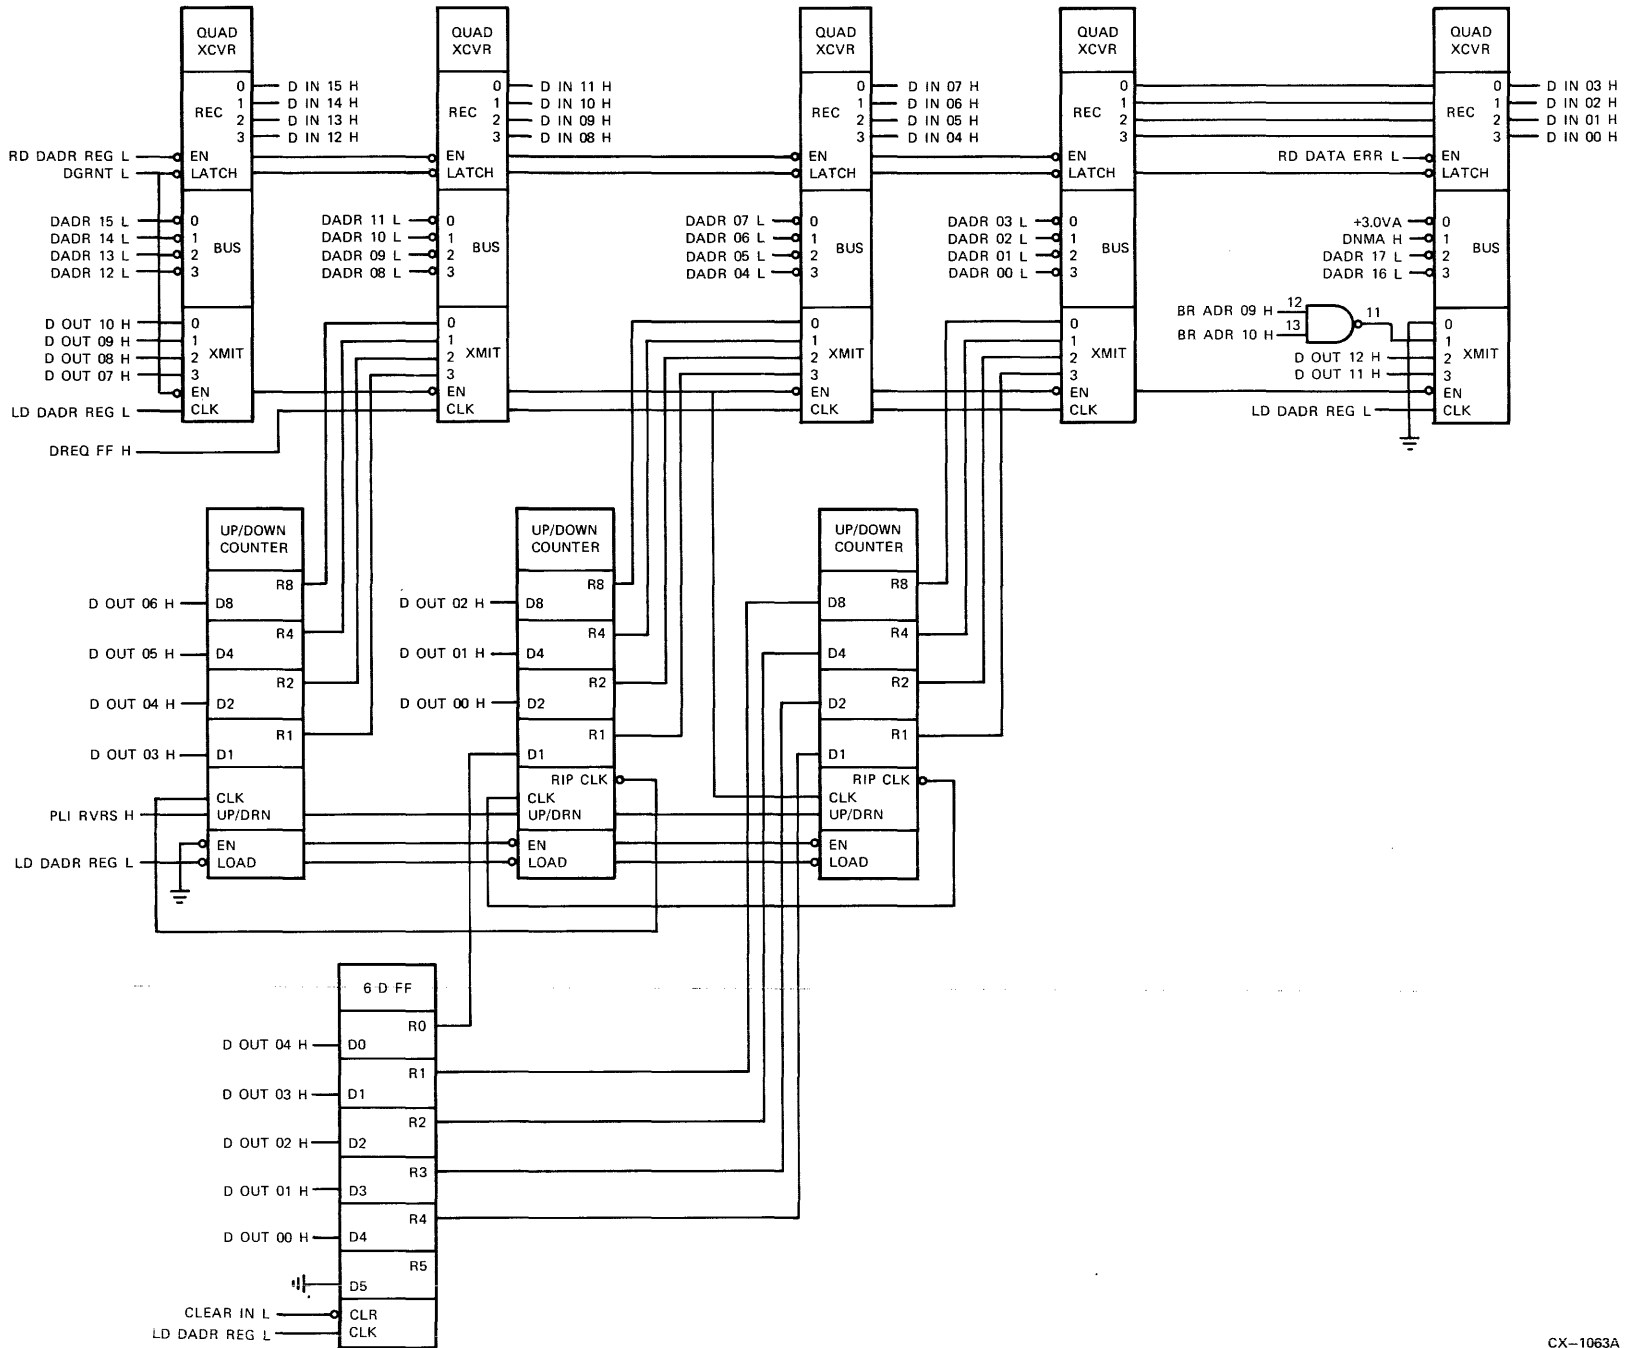 QUAD
XCVR
REC
0 D IN 15 H
1 D IN 14 H
2 D IN 13 H
3 D IN 12 H
RD DADR REG L EN
DGRNT L LATCH
DADR 15 L 0
DADR 14 L 1
DADR 13 L 2
DADR 12 L 3
BUS
D OUT 10 H 0
D OUT 09 H 1
D OUT 08 H 2
D OUT 07 H 3
XMIT
EN
LD DADR REG L CLK
DREQ FF H
QUAD
XCVR
REC
0 D IN 11 H
1 D IN 10 H
2 D IN 09 H
3 D IN 08 H
EN
LATCH
DADR 11 L 0
DADR 10 L 1
DADR 09 L 2
DADR 08 L 3
BUS
0
1
2
3
XMIT
EN
CLK
QUAD
XCVR
REC
0 D IN 07 H
1 D IN 06 H
2 D IN 05 H
3 D IN 04 H
EN
LATCH
DADR 07 L 0
DADR 06 L 1
DADR 05 L 2
DADR 04 L 3
BUS
0
1
2
3
XMIT
EN
CLK
QUAD
XCVR
REC
0
1
2
3
EN
LATCH
DADR 03 L 0
DADR 02 L 1
DADR 01 L 2
DADR 00 L 3
BUS
0
1
2
3
XMIT
EN
CLK
QUAD
XCVR
REC
0 D IN 03 H
1 D IN 02 H
2 D IN 01 H
3 D IN 00 H
RD DATA ERR L EN
LATCH
+3.0VA 0
DNMA H 1
DADR 17 L 2
DADR 16 L 3
BUS
BR ADR 09 H 12
BR ADR 10 H 13
11
0
1
D OUT 12 H 2
D OUT 11 H 3
XMIT
EN
LD DADR REG L CLK
UP/DOWN
COUNTER
R8
D OUT 06 H D8
R4
D OUT 05 H D4
R2
D OUT 04 H D2
R1
D OUT 03 H D1
CLK
PLI RVRS H UP/DRN
EN
LD DADR REG L LOAD
UP/DOWN
COUNTER
R8
D OUT 02 H D8
R4
D OUT 01 H D4
R2
D OUT 00 H D2
R1
D1
RIP CLK
CLK
UP/DRN
EN
LOAD
UP/DOWN
COUNTER
R8
D8
R4
D4
R2
D2
R1
D1
RIP CLK
CLK
UP/DRN
EN
LOAD
6 D FF
R0
D OUT 04 H D0
R1
D OUT 03 H D1
R2
D OUT 02 H D2
R3
D OUT 01 H D3
R4
D OUT 00 H D4
R5
D5
CLEAR IN L CLR
LD DADR REG L CLK
CX-1063A